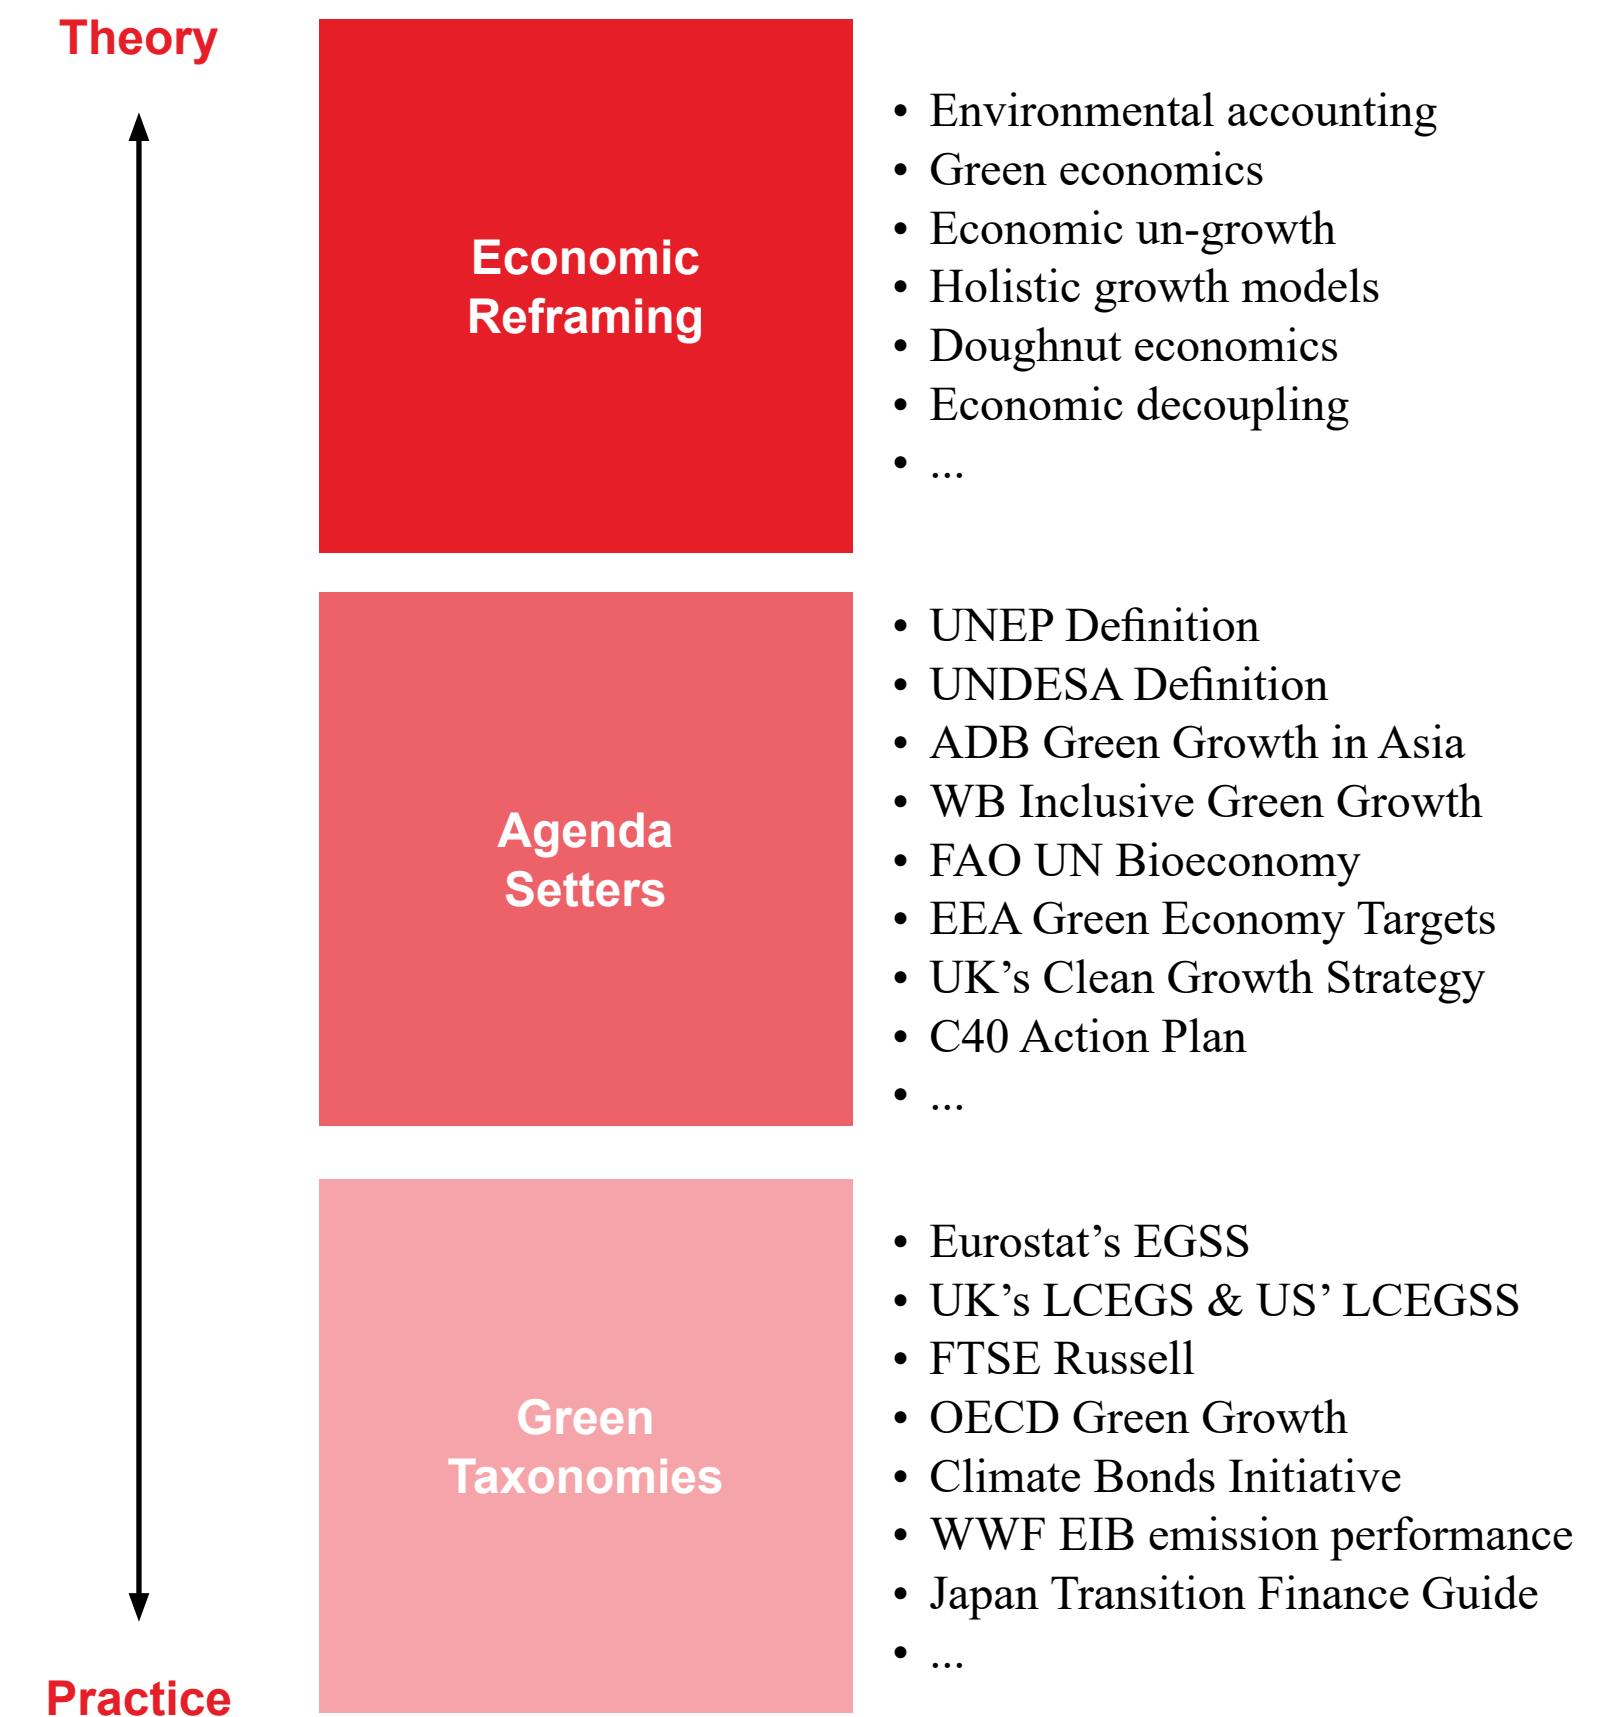 Theory
Economic
Reframing
• Environmental accounting
• Green economics
• Economic un-growth
• Holistic growth models
• Doughnut economics
• Economic decoupling
• ...
Agenda
Setters
• UNEP Definition
• UNDESA Definition
• ADB Green Growth in Asia
• WB Inclusive Green Growth
• FAO UN Bioeconomy
• EEA Green Economy Targets
• UK’s Clean Growth Strategy
• C40 Action Plan
• ...
Green
Taxonomies
• Eurostat’s EGSS
• UK’s LCEGS & US’ LCEGSS
• FTSE Russell
• OECD Green Growth
• Climate Bonds Initiative
• WWF EIB emission performance
• Japan Transition Finance Guide
• ...
Practice